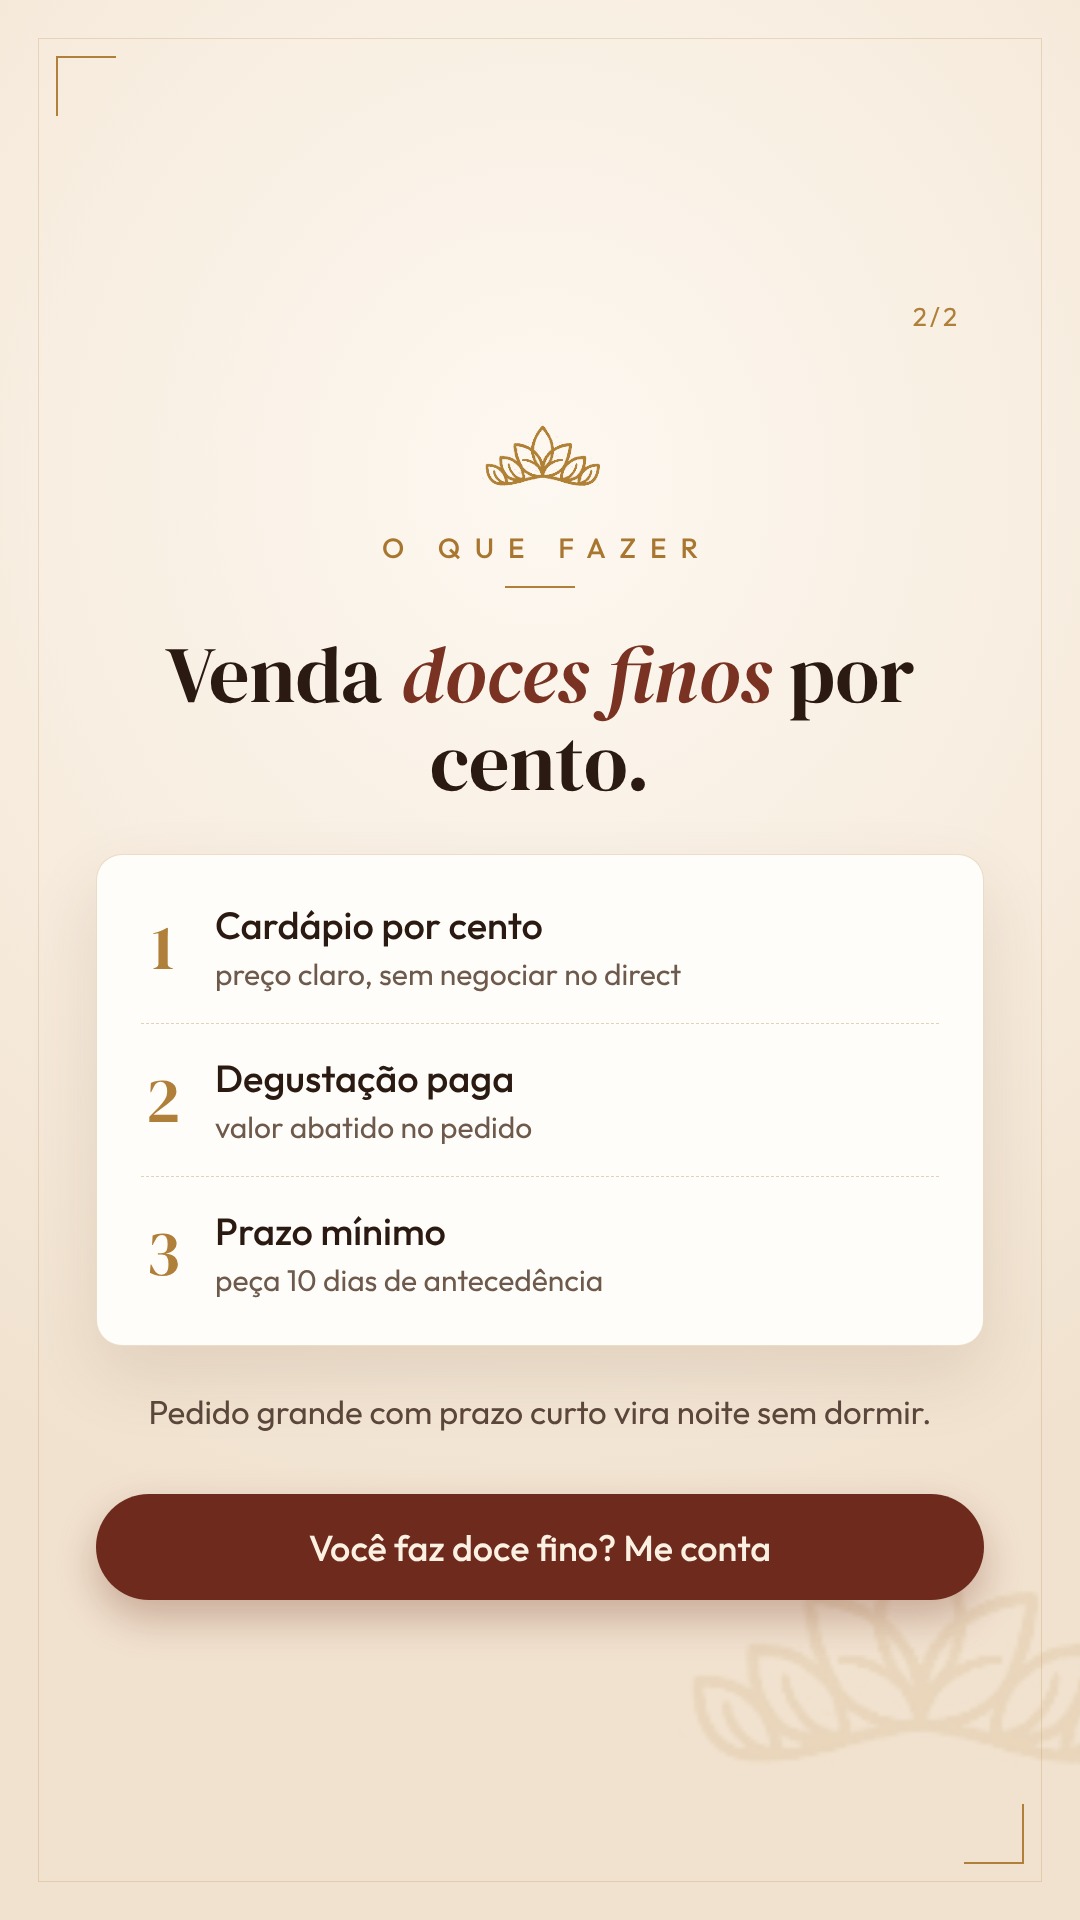 2/2
O QUE FAZER
Venda doces finos por
cento.
1
Cardápio por cento
preço claro, sem negociar no direct
2
Degustação paga
valor abatido no pedido
3
Prazo mínimo
peça 10 dias de antecedência
Pedido grande com prazo curto vira noite sem dormir.
Você faz doce fino? Me conta